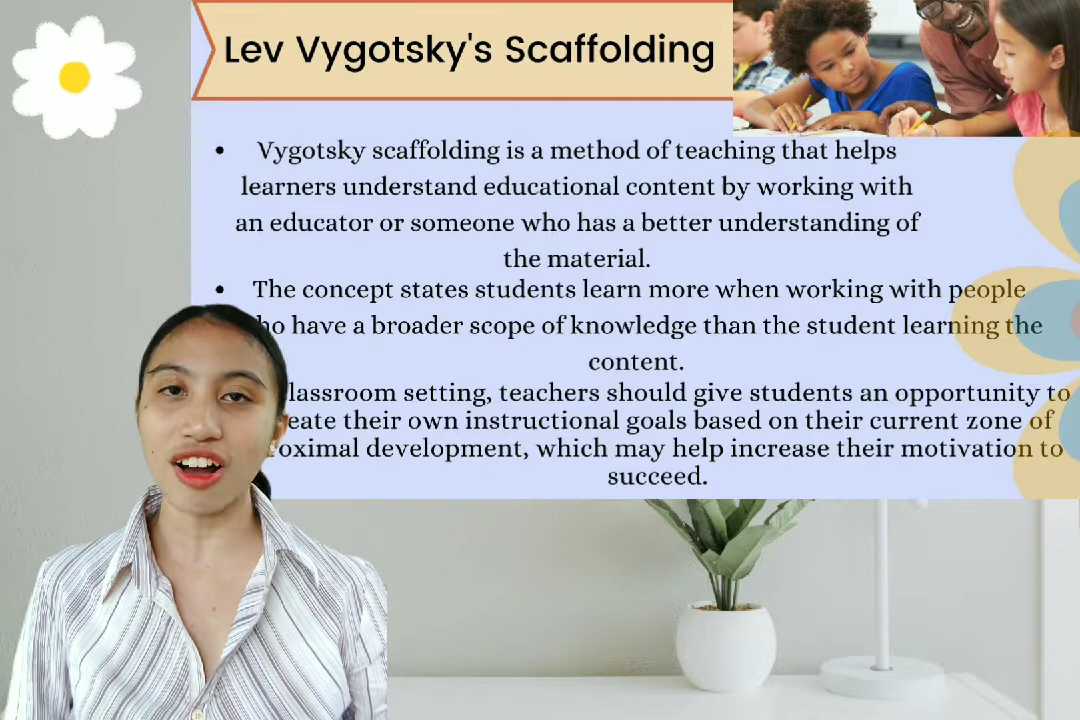 Lev Vygotsky's Scaffolding
• Vygotsky scaffolding is a method of teaching that helps
learners understand educational content by working with
an educator or someone who has a better understanding of
the material.
• The concept states students learn more when working with people
have a broader scope of knowledge than the student learning the
content.
setting, teachers should give students an opportunity to
their own instructional goals based on their current zone of
development, which may help increase their motivation to
succeed.